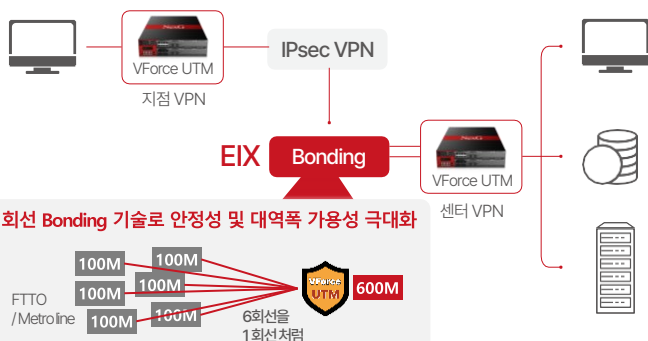 NexG
VForce UTM
지점 VPN
IPsec VPN
EIX
Bonding
VForce UTM
센터 VPN
회선 Bonding 기술로 안정성 및 대역폭 가용성 극대화
100M
100M
100M
100M
100M
100M
FTTO
/Metro line
VForce
UTM
600M
6회선을
1회선처럼